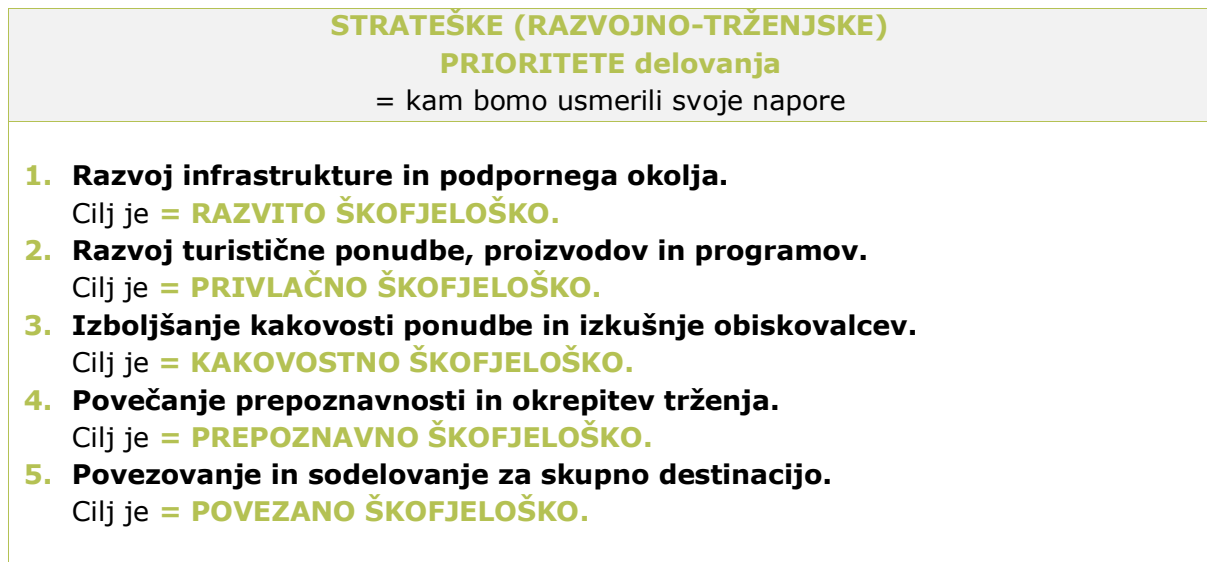 STRATEŠKE (RAZVOJNO-TRŽENJSKE)
PRIORITETE delovanja
= kam bomo usmerili svoje napore
1. Razvoj infrastrukture in podpornega okolja.
Cilj je = RAZVITO ŠKOFJELOŠKO.
2. Razvoj turistične ponudbe, proizvodov in programov.
Cilj je = PRIVLAČNO ŠKOFJELOŠKO.
3. Izboljšanje kakovosti ponudbe in izkušnje obiskovalcev.
Cilj je = KAKOVOSTNO ŠKOFJELOŠKO.
4. Povečanje prepoznavnosti in okrepitev trženja.
Cilj je = PREPOZNAVNO ŠKOFJELOŠKO.
5. Povezovanje in sodelovanje za skupno destinacijo.
Cilj je = POVEZANO ŠKOFJELOŠKO.